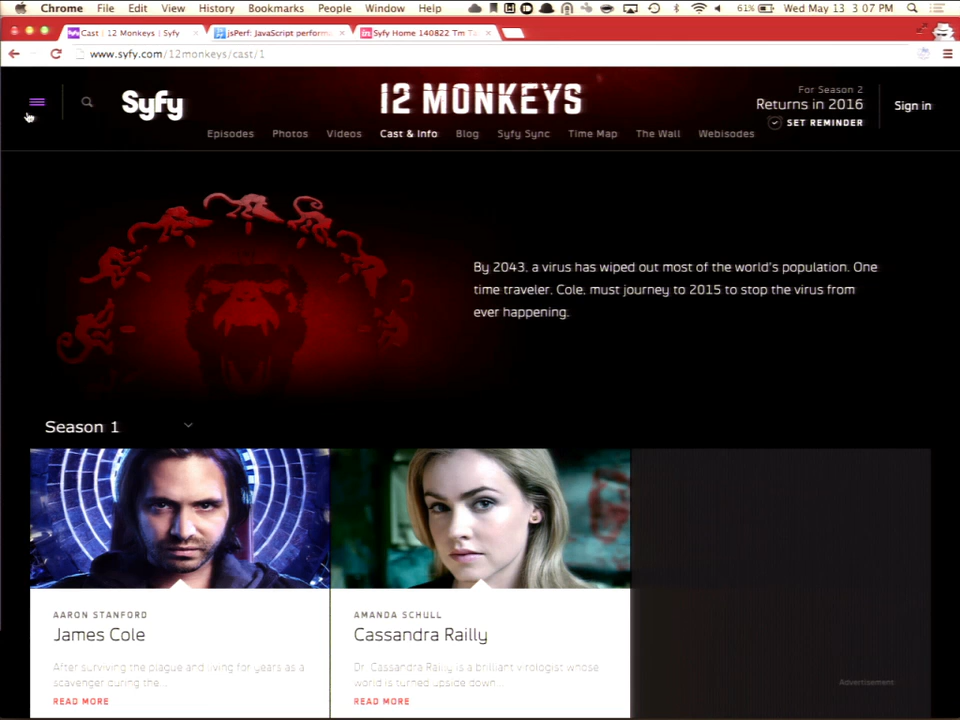 Chrome File Edit View History Bookmarks People Window Help 61% Wed May 13 3:07 PM
Cast | 12 Monkeys | Syfy jsPerf: JavaScript perform Syfy Home 140822 Tm Ta
www.syfy.com/12monkeys/cast/1
Syfy
12 MONKEYS
For Season 2
Returns in 2016
SET REMINDER
Sign in
Episodes Photos Videos Cast & Info Blog Syfy Sync Time Map The Wall Webisodes
By 2043, a virus has wiped out most of the world's population. One
time traveler, Cole, must journey to 2015 to stop the virus from
ever happening.
Season 1
AARON STANFORD
James Cole
After surviving the plague and living for years as a
scavenger during the...
READ MORE
AMANDA SCHULL
Cassandra Railly
Dr. Cassandra Railly is a brilliant virologist whose
world is turned upside down...
READ MORE
Advertisement